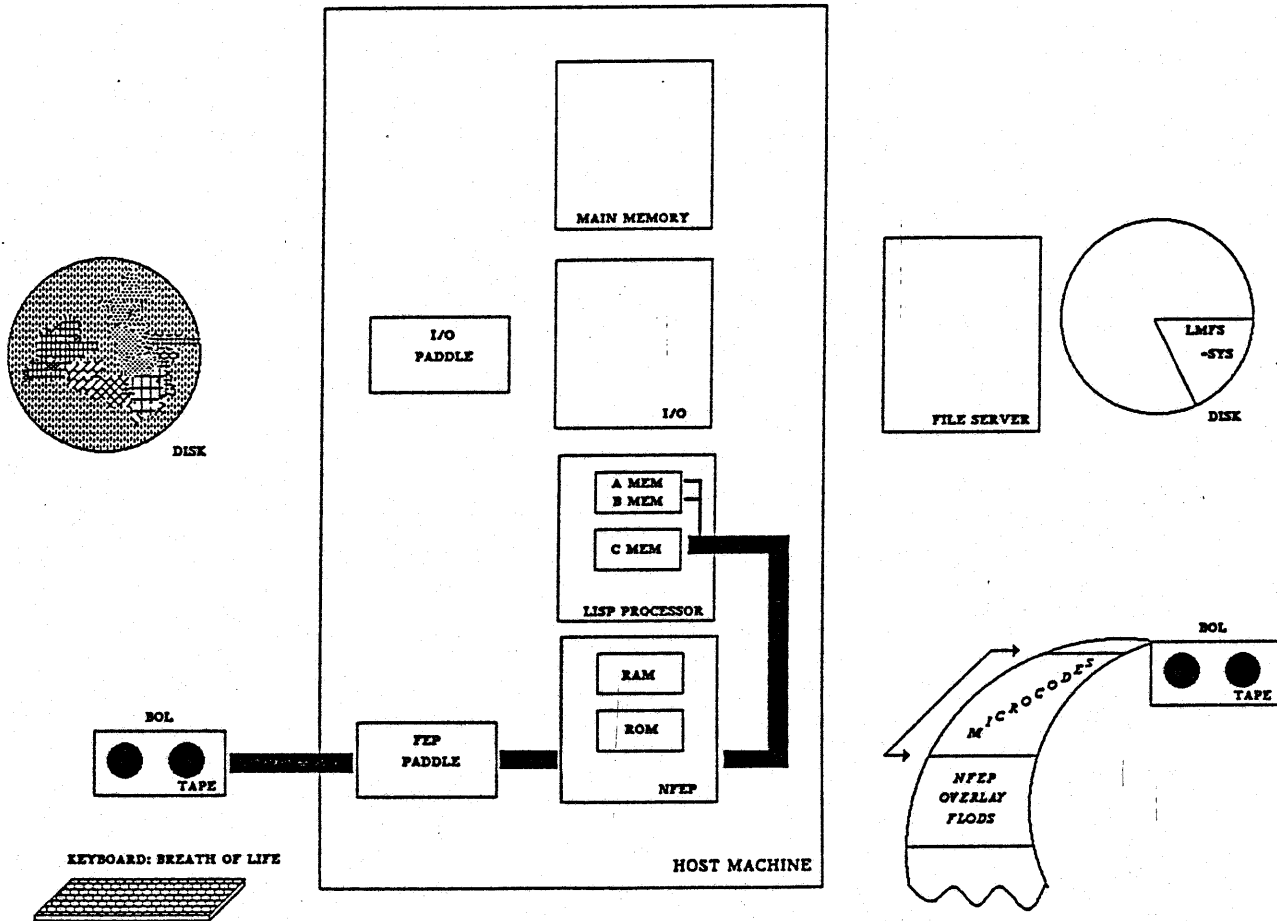 MAIN MEMORY
I/O
PADDLE
I/O
DISK
FILE SERVER
LMFS
=SYS
DISK
A MEM
B MEM
C MEM
LISP PROCESSOR
RAM
ROM
NFEP
FEP
PADDLE
BOL
TAPE
KEYBOARD: BREATH OF LIFE
HOST MACHINE
BOL
TAPE
MICROCODES
NFEP
OVERLAY
FLODS